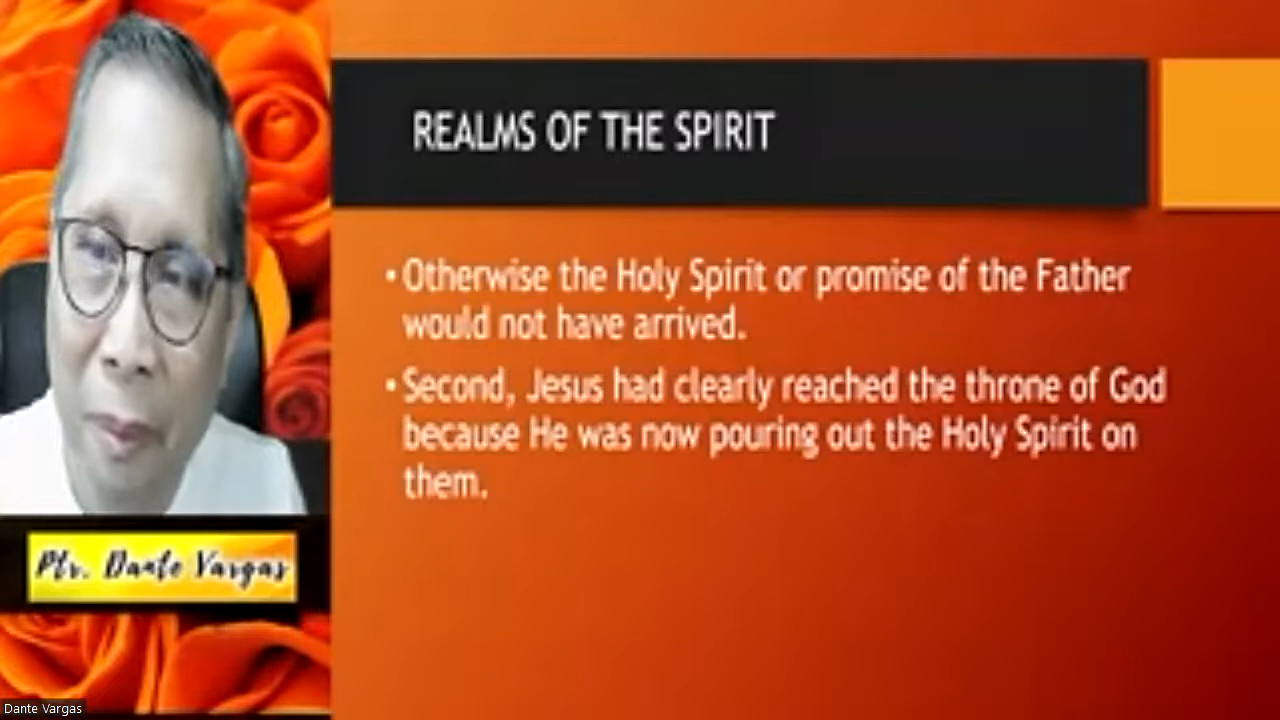 REALMS OF THE SPIRIT
• Otherwise the Holy Spirit or promise of the Father
would not have arrived.
• Second, Jesus had clearly reached the throne of God
because He was now pouring out the Holy Spirit on
them.
Ptr. Dante Vargas
Dante Vargas